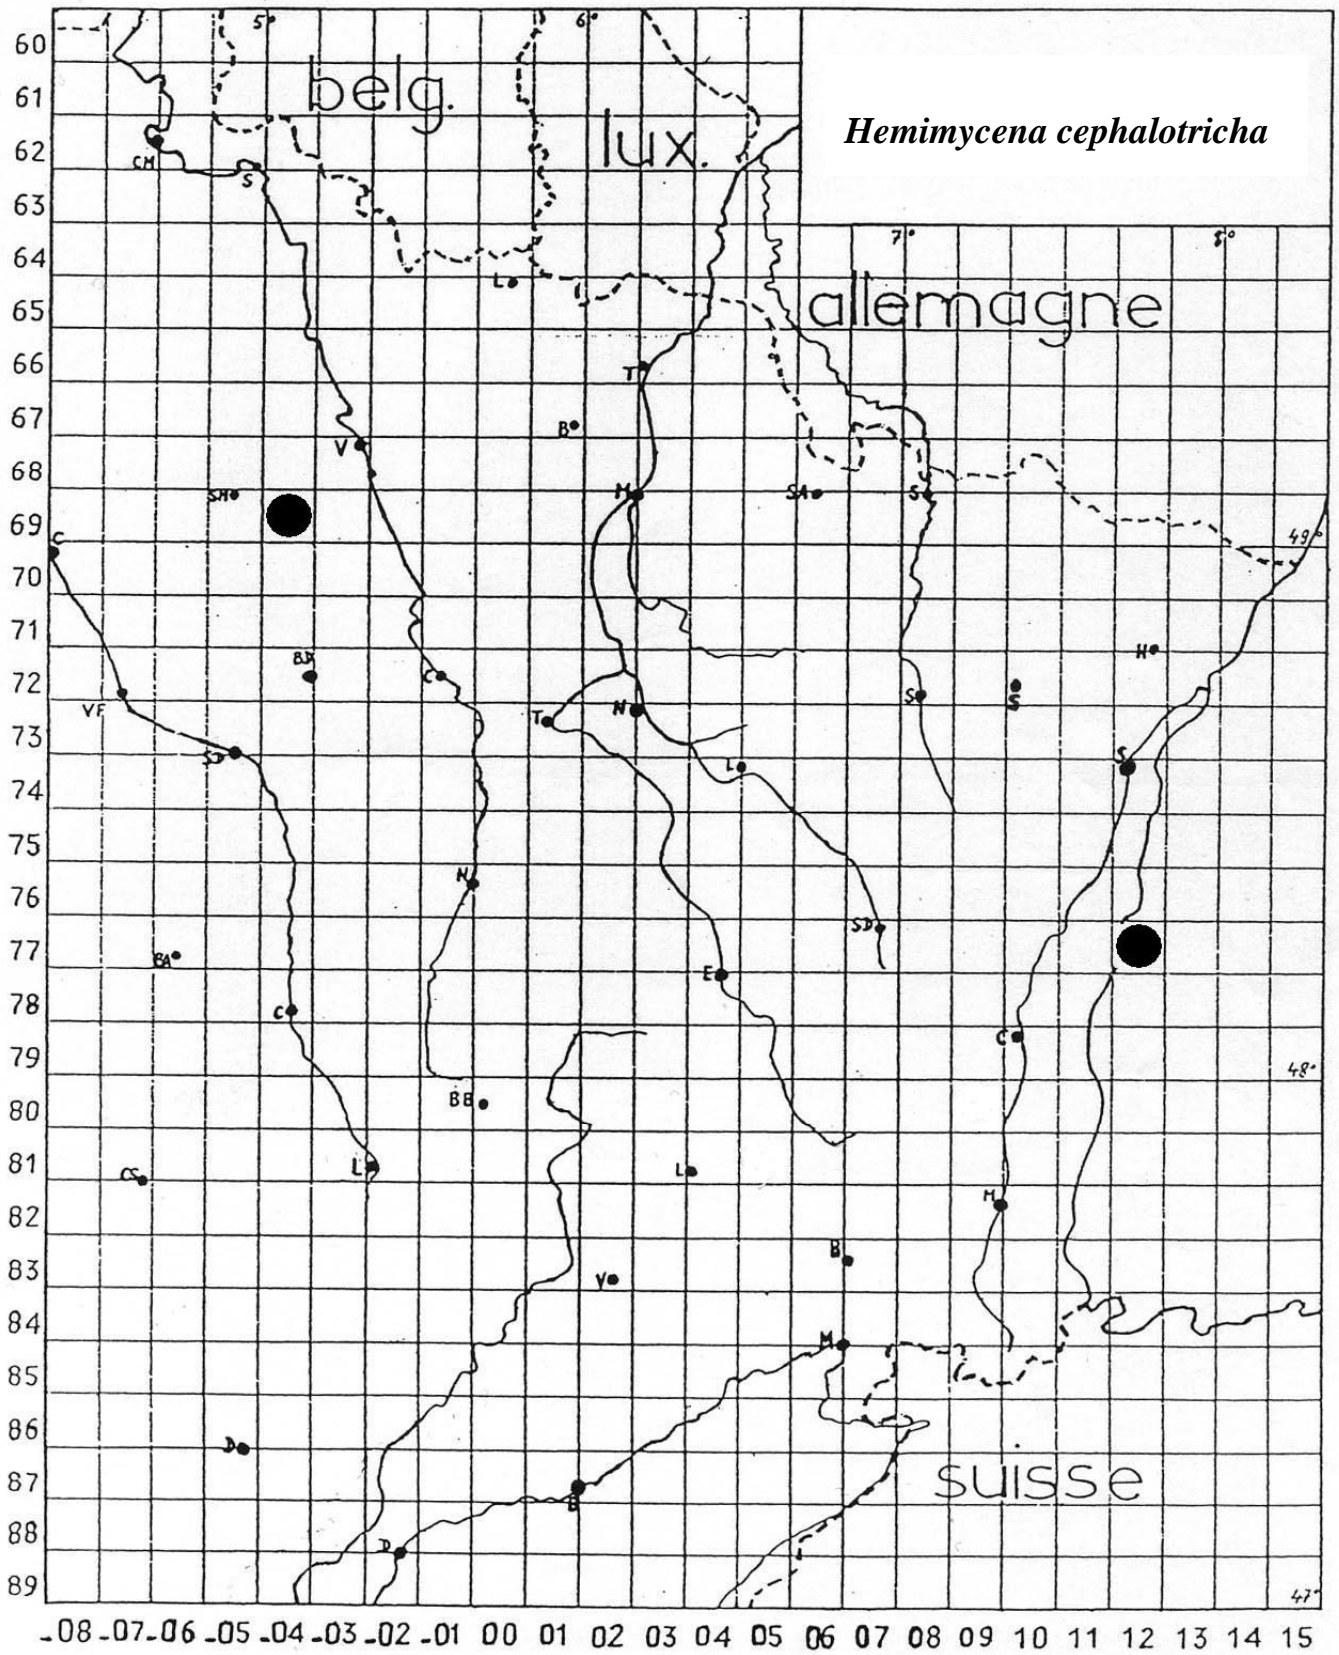 5° 6°
60
belg.
61
lux.
Hemimycena cephalotricha
62
CM
S
63
7° 8°
64
L
allemagne
65
66
T
67
B
V
68
SM
M
SA
S
69
C
49°
70
71
BD
H
C
72
VF
T
N
S
S
73
SD
L
S
74
75
N
76
SD
77
BA
E
78
C
C
79
48°
80
BB
81
CS
L
L
M
82
B
83
V
84
M
85
86
D
suisse
87
B
88
D
89
47°
-08 -07 -06 -05 -04 -03 -02 -01 00 01 02 03 04 05 06 07 08 09 10 11 12 13 14 15